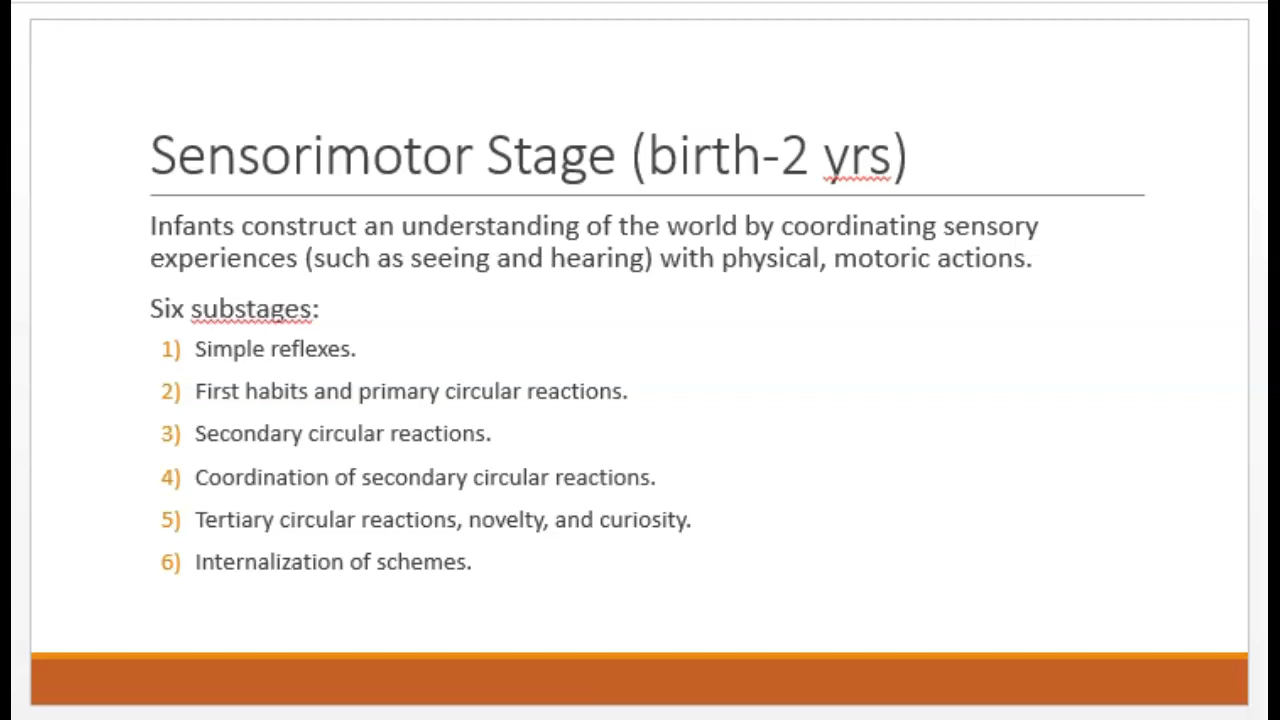 Sensorimotor Stage (birth-2 yrs)
Infants construct an understanding of the world by coordinating sensory
experiences (such as seeing and hearing) with physical, motoric actions.
Six substages:
1) Simple reflexes.
2) First habits and primary circular reactions.
3) Secondary circular reactions.
4) Coordination of secondary circular reactions.
5) Tertiary circular reactions, novelty, and curiosity.
6) Internalization of schemes.